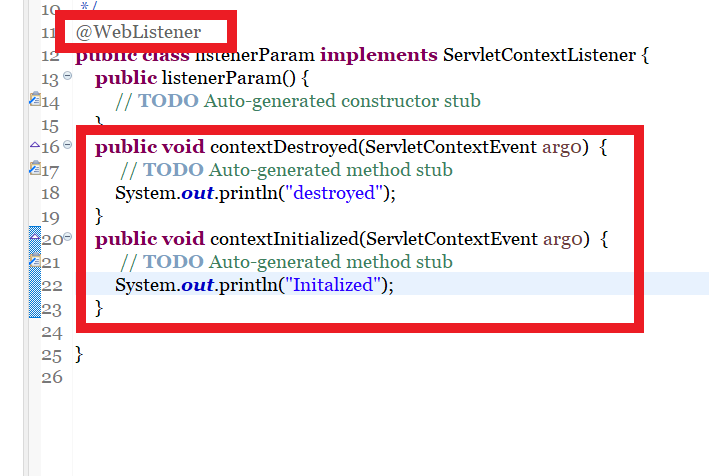 10 */
11 @WebListener
12 public class listenerParam implements ServletContextListener {
13 public listenerParam() {
14 // TODO Auto-generated constructor stub
15 }
16 public void contextDestroyed(ServletContextEvent arg0) {
17 // TODO Auto-generated method stub
18 System.out.println("destroyed");
19 }
20 public void contextInitialized(ServletContextEvent arg0) {
21 // TODO Auto-generated method stub
22 System.out.println("Initalized");
23 }
24
25 }
26